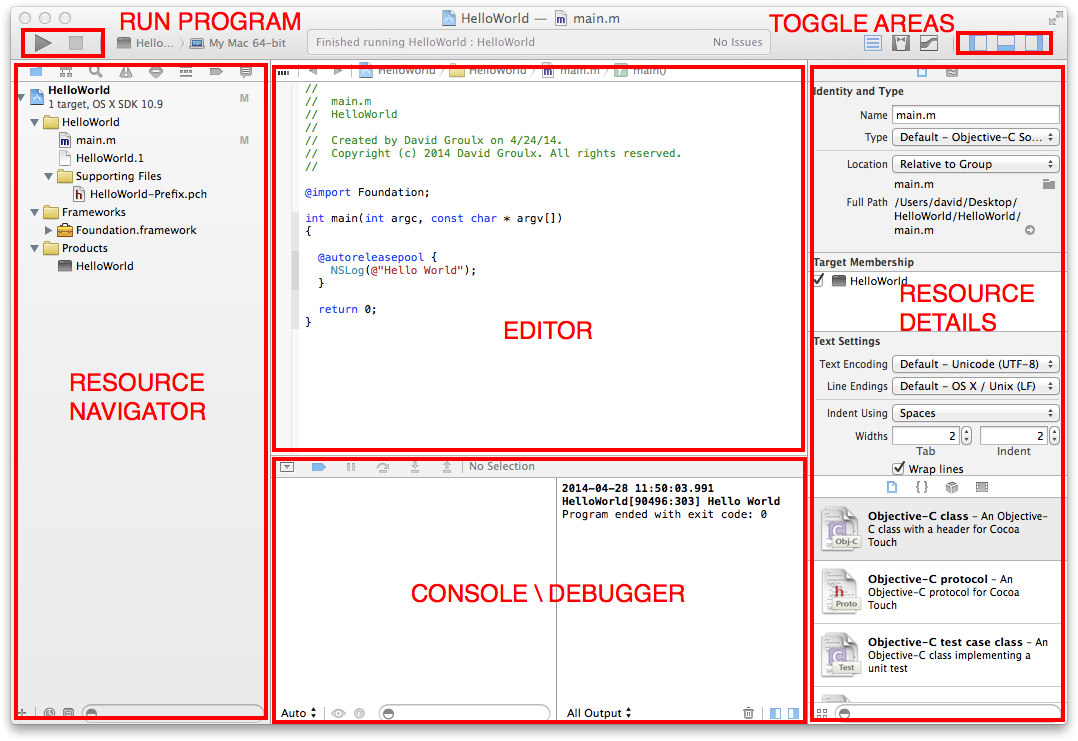 RUN PROGRAM
HelloWorld — main.m
TOGGLE AREAS
Hello...
My Mac 64-bit
Finished running HelloWorld : HelloWorld
No Issues
HelloWorld
1 target, OS X SDK 10.9
M
HelloWorld
main.m
M
HelloWorld.1
Supporting Files
HelloWorld-Prefix.pch
Frameworks
Foundation.framework
Products
HelloWorld
RESOURCE
NAVIGATOR
HelloWorld
HelloWorld
main.m
main()
//
//  main.m
//  HelloWorld
//
//  Created by David Groulx on 4/24/14.
//  Copyright (c) 2014 David Groulx. All rights reserved.
//
@import Foundation;
int main(int argc, const char * argv[])
{
@autoreleasepool {
NSLog(@"Hello World");
}
return 0;
}
EDITOR
No Selection
2014-04-28 11:50:03.991
HelloWorld[90496:303] Hello World
Program ended with exit code: 0
CONSOLE \ DEBUGGER
Auto
All Output
Identity and Type
Name main.m
Type Default - Objective-C So...
Location Relative to Group
main.m
Full Path /Users/david/Desktop/
HelloWorld/HelloWorld/
main.m
Target Membership
HelloWorld
RESOURCE
DETAILS
Text Settings
Text Encoding Default - Unicode (UTF-8)
Line Endings Default - OS X / Unix (LF)
Indent Using Spaces
Widths 2 2
Tab Indent
Wrap lines
{ }
Obj-C
Objective-C class - An Objective-
C class with a header for Cocoa
Touch
h
Proto
Objective-C protocol - An
Objective-C protocol for Cocoa
Touch
C
Test
Objective-C test case class - An
Objective-C class implementing a
unit test